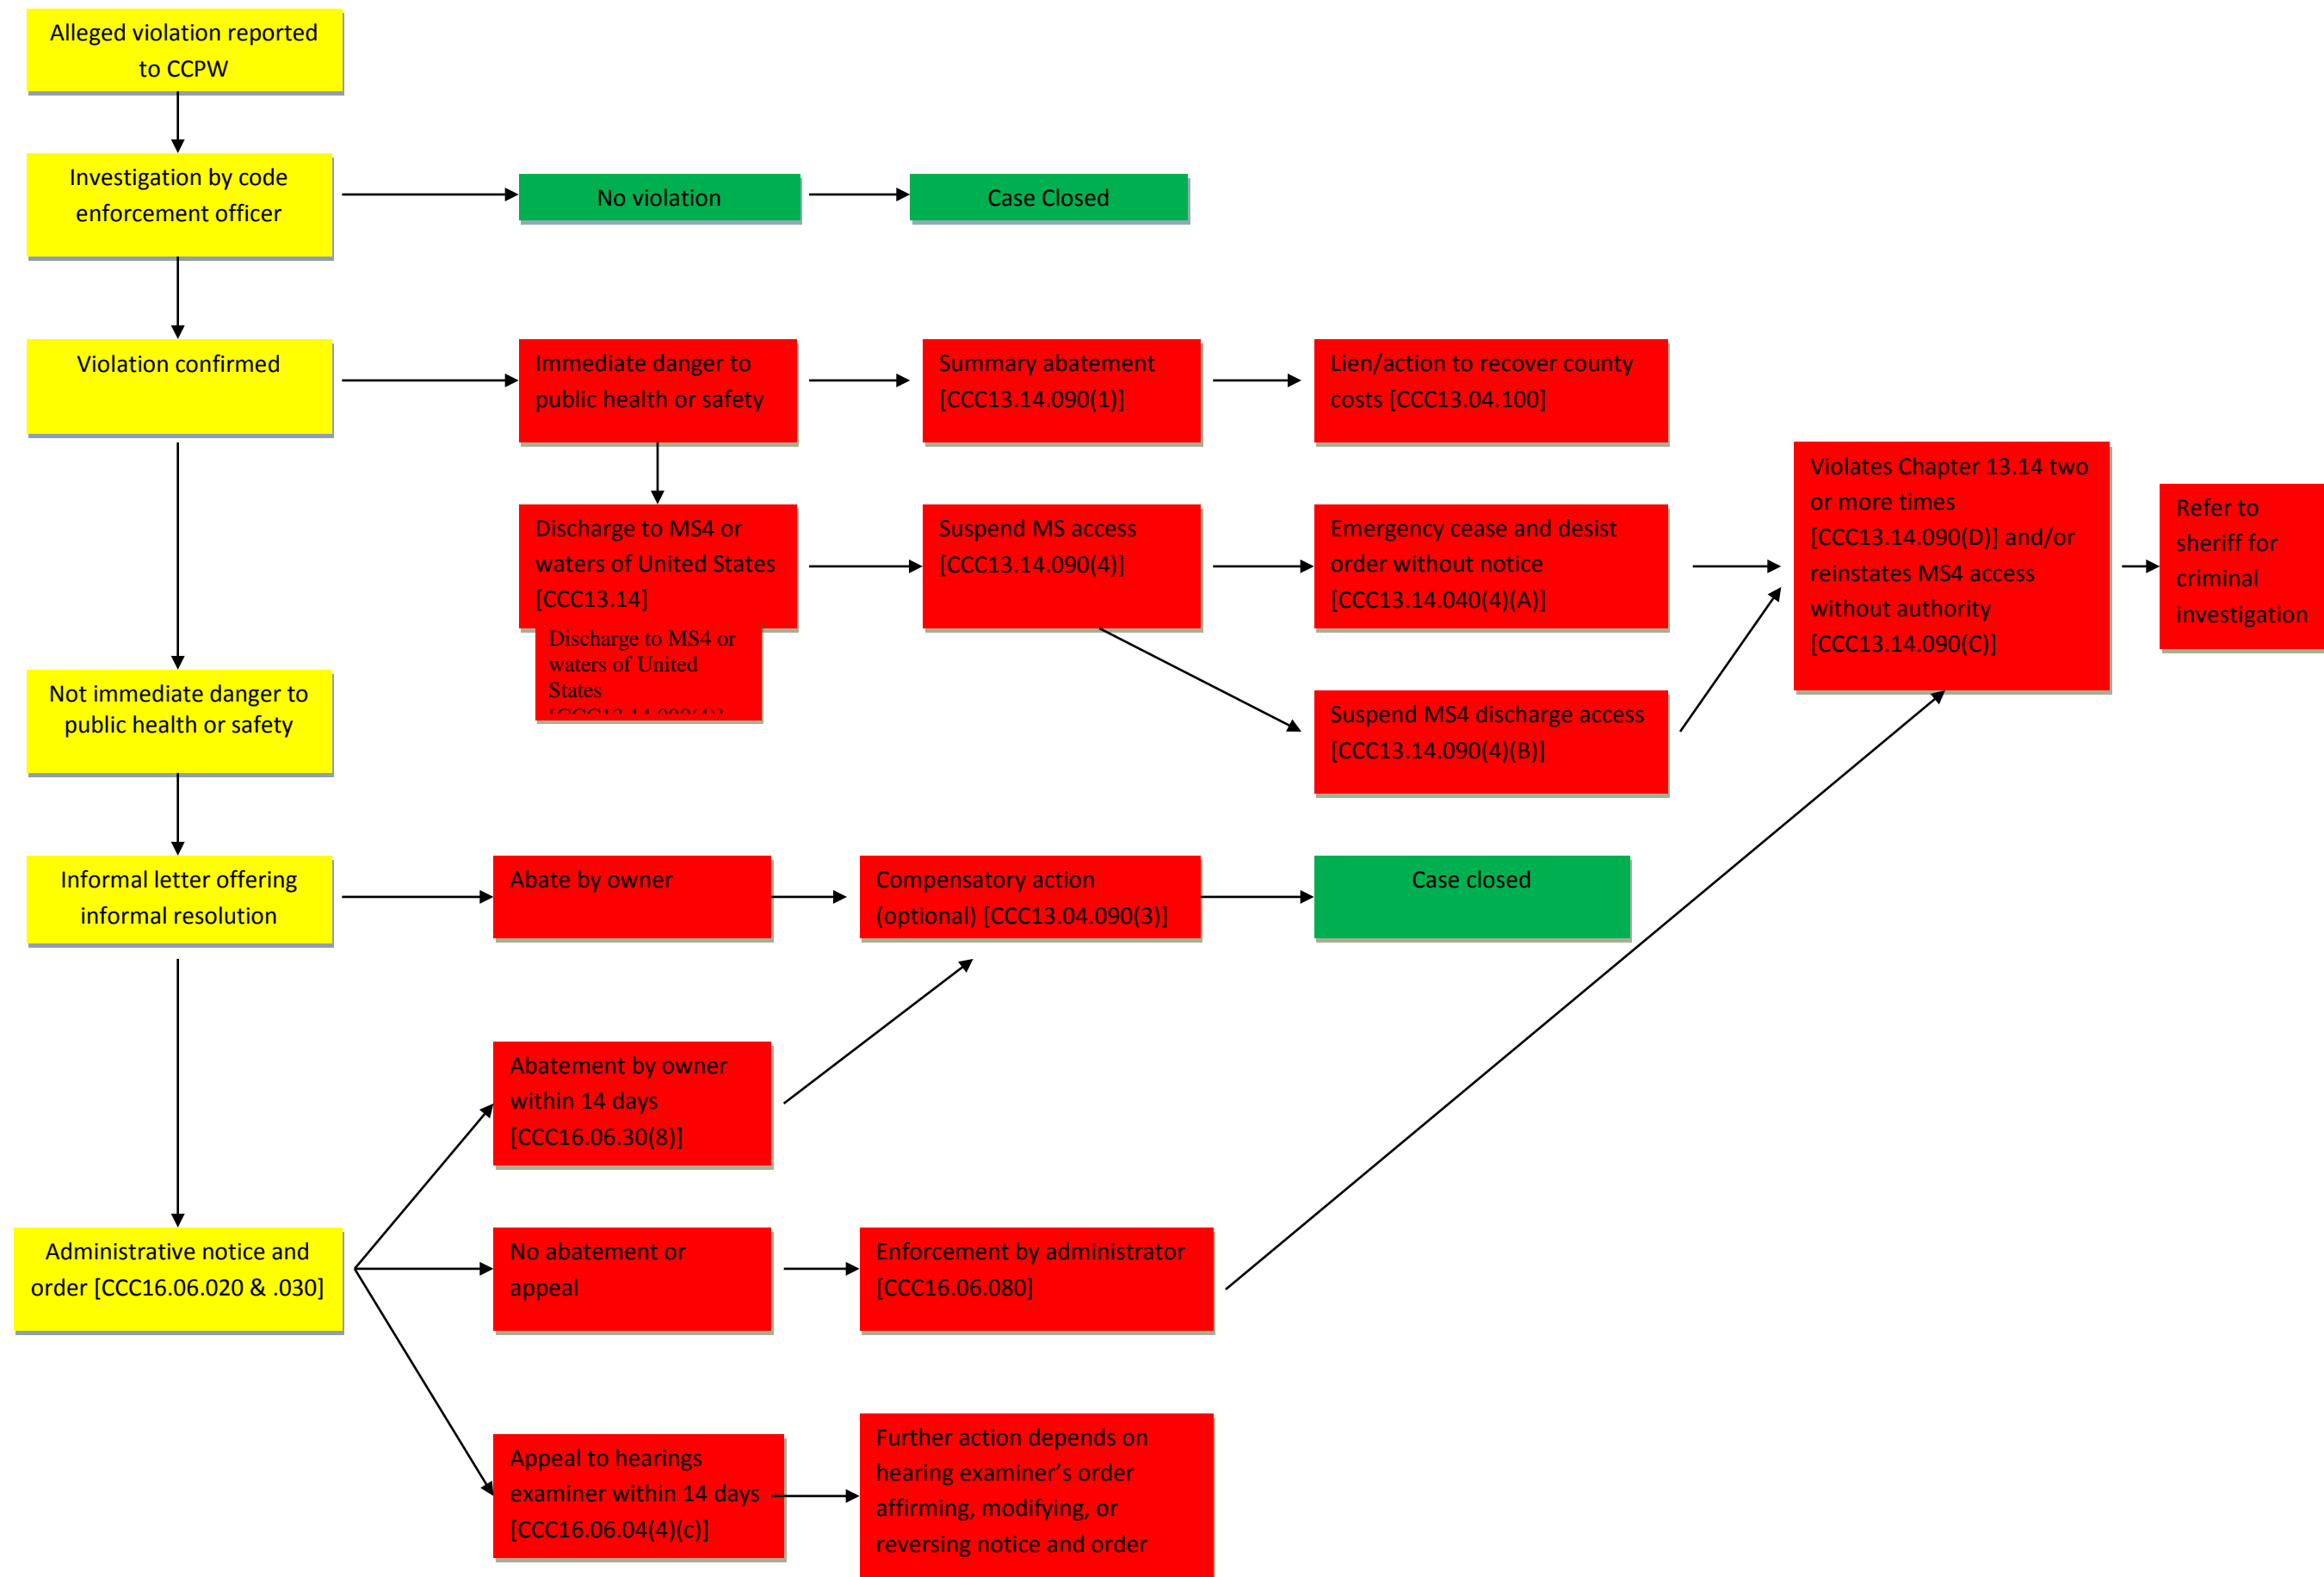 Alleged violation reported
to CCPW
Investigation by code
enforcement officer
No violation
Case Closed
Violation confirmed
Immediate danger to
public health or safety
Summary abatement
[CCC13.14.090(1)]
Lien/action to recover county
costs [CCC13.04.100]
Discharge to MS4 or
waters of United States
[CCC13.14]
Discharge to MS4 or
waters of United
States
[CCC13.14.090(4)]
Suspend MS access
[CCC13.14.090(4)]
Emergency cease and desist
order without notice
[CCC13.14.040(4)(A)]
Violates Chapter 13.14 two
or more times
[CCC13.14.090(D)] and/or
reinstates MS4 access
without authority
[CCC13.14.090(C)]
Refer to
sheriff for
criminal
investigation
Not immediate danger to
public health or safety
Suspend MS4 discharge access
[CCC13.14.090(4)(B)]
Informal letter offering
informal resolution
Abate by owner
Compensatory action
(optional) [CCC13.04.090(3)]
Case closed
Abatement by owner
within 14 days
[CCC16.06.30(8)]
Administrative notice and
order [CCC16.06.020 & .030]
No abatement or
appeal
Enforcement by administrator
[CCC16.06.080]
Appeal to hearings
examiner within 14 days
[CCC16.06.04(4)(c)]
Further action depends on
hearing examiner’s order
affirming, modifying, or
reversing notice and order